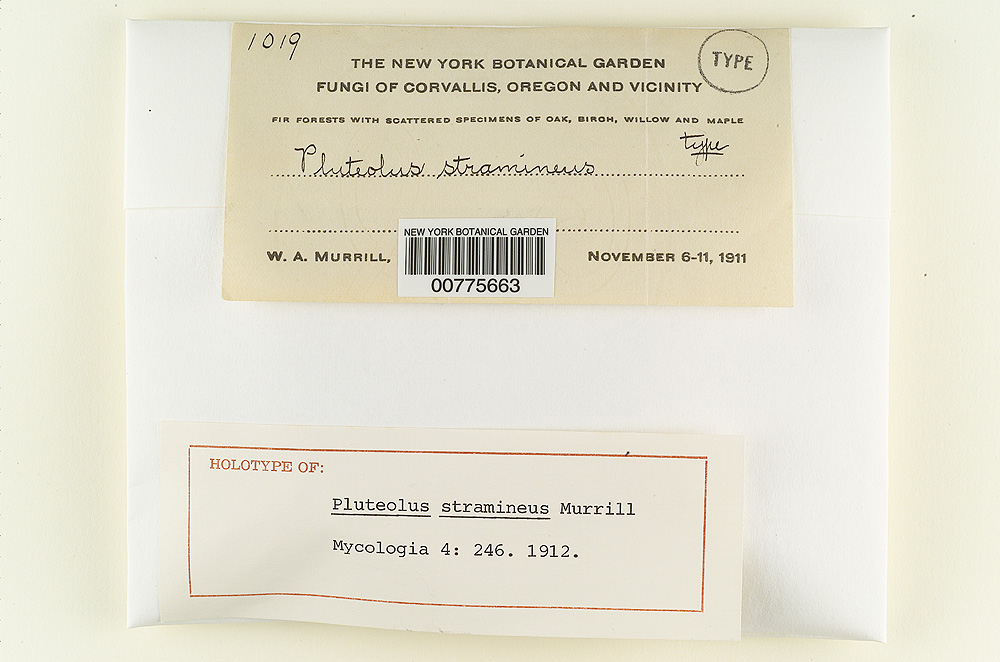 1019
TYPE
THE NEW YORK BOTANICAL GARDEN
FUNGI OF CORVALLIS, OREGON AND VICINITY
FIR FORESTS WITH SCATTERED SPECIMENS OF OAK, BIRCH, WILLOW AND MAPLE
type
Pluteolus stramineus
NEW YORK BOTANICAL GARDEN
W. A. MURRILL, NOVEMBER 6-11, 1911
00775663
HOLOTYPE OF:
Pluteolus stramineus Murrill
Mycologia 4: 246. 1912.